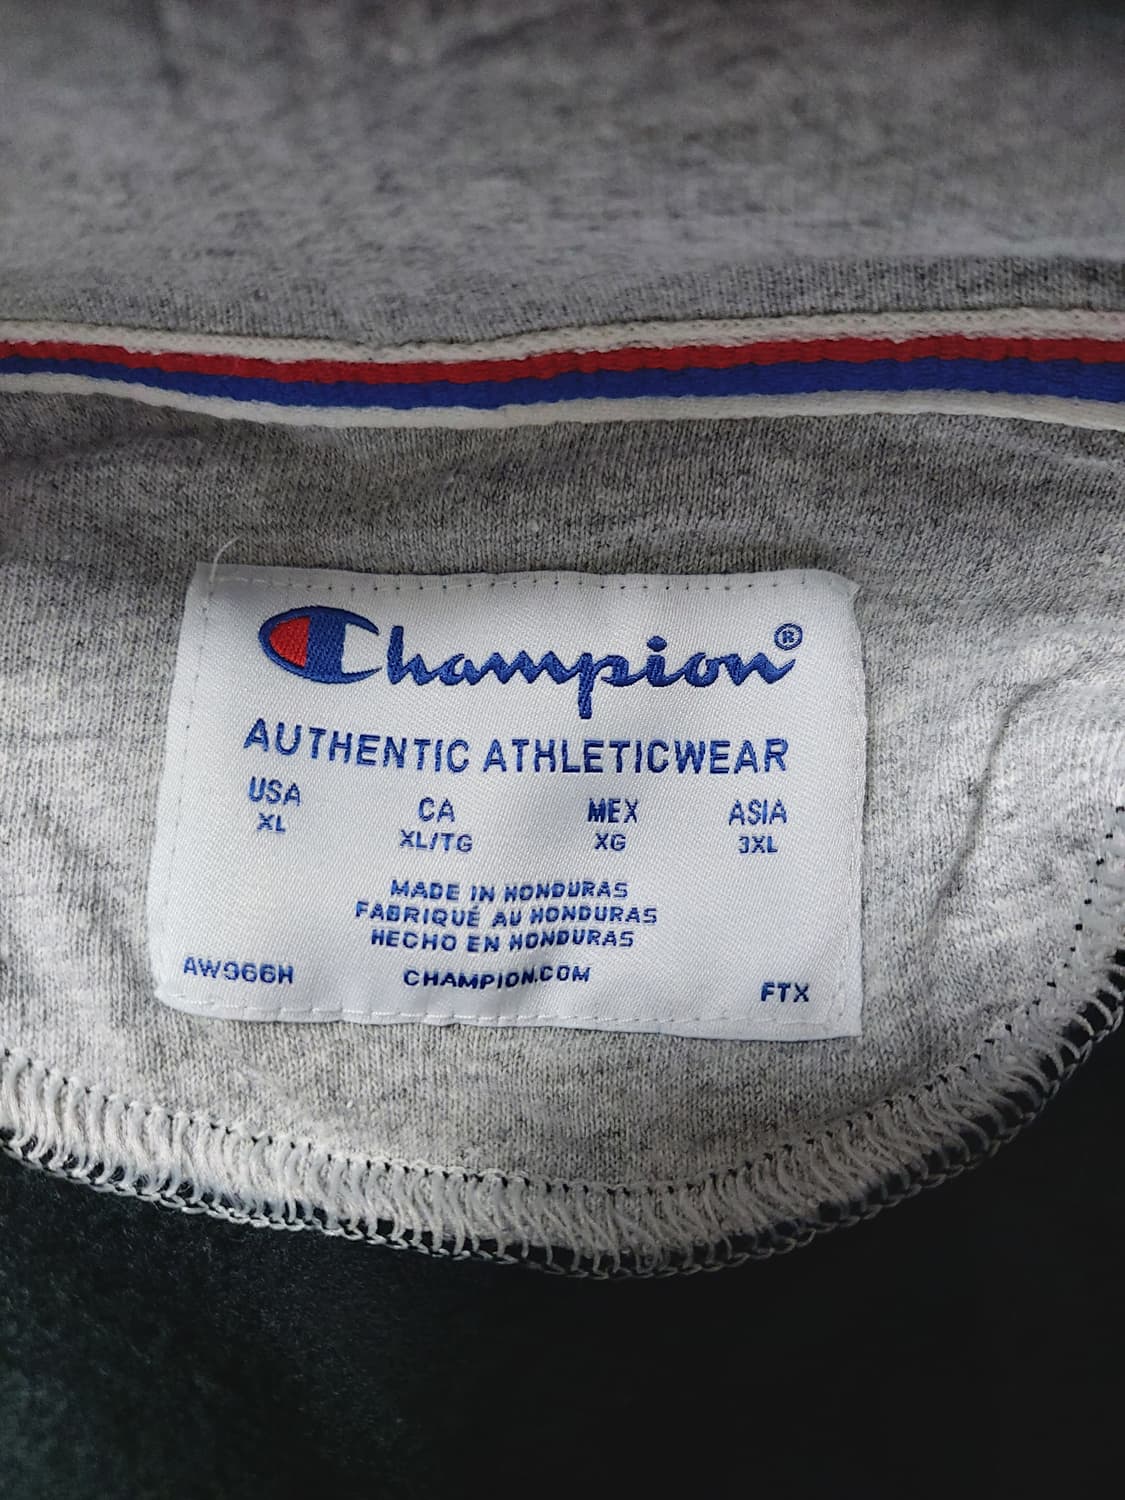 Champion®
AUTHENTIC ATHLETICWEAR
USA CA MEX ASIA
XL XL/TG XG 3XL
MADE IN HONDURAS
FABRIQUÉ AU HONDURAS
HECHO EN HONDURAS
AW966H CHAMPION.COM FTX